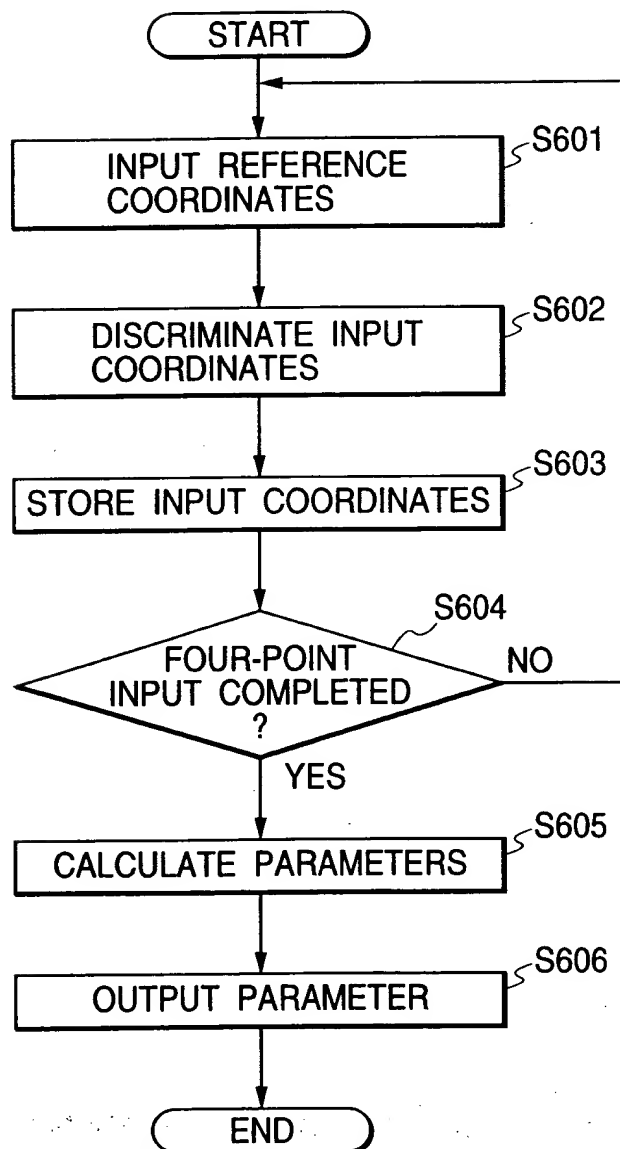 START
INPUT REFERENCE
COORDINATES
S601
DISCRIMINATE INPUT
COORDINATES
S602
STORE INPUT COORDINATES
S603
FOUR-POINT
INPUT COMPLETED
?
S604
NO
YES
CALCULATE PARAMETERS
S605
OUTPUT PARAMETER
S606
END